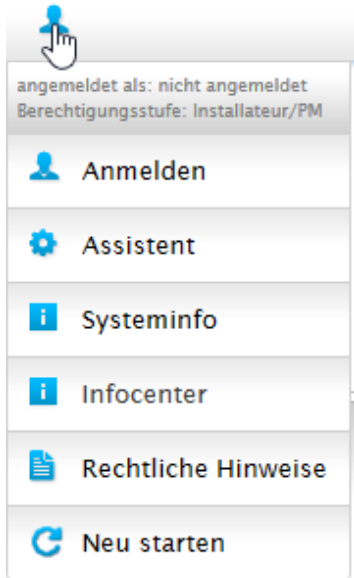 angemeldet als: nicht angemeldet
Berechtigungsstufe: Installateur/PM
Anmelden
Assistent
Systeminfo
Infocenter
Rechtliche Hinweise
Neu starten